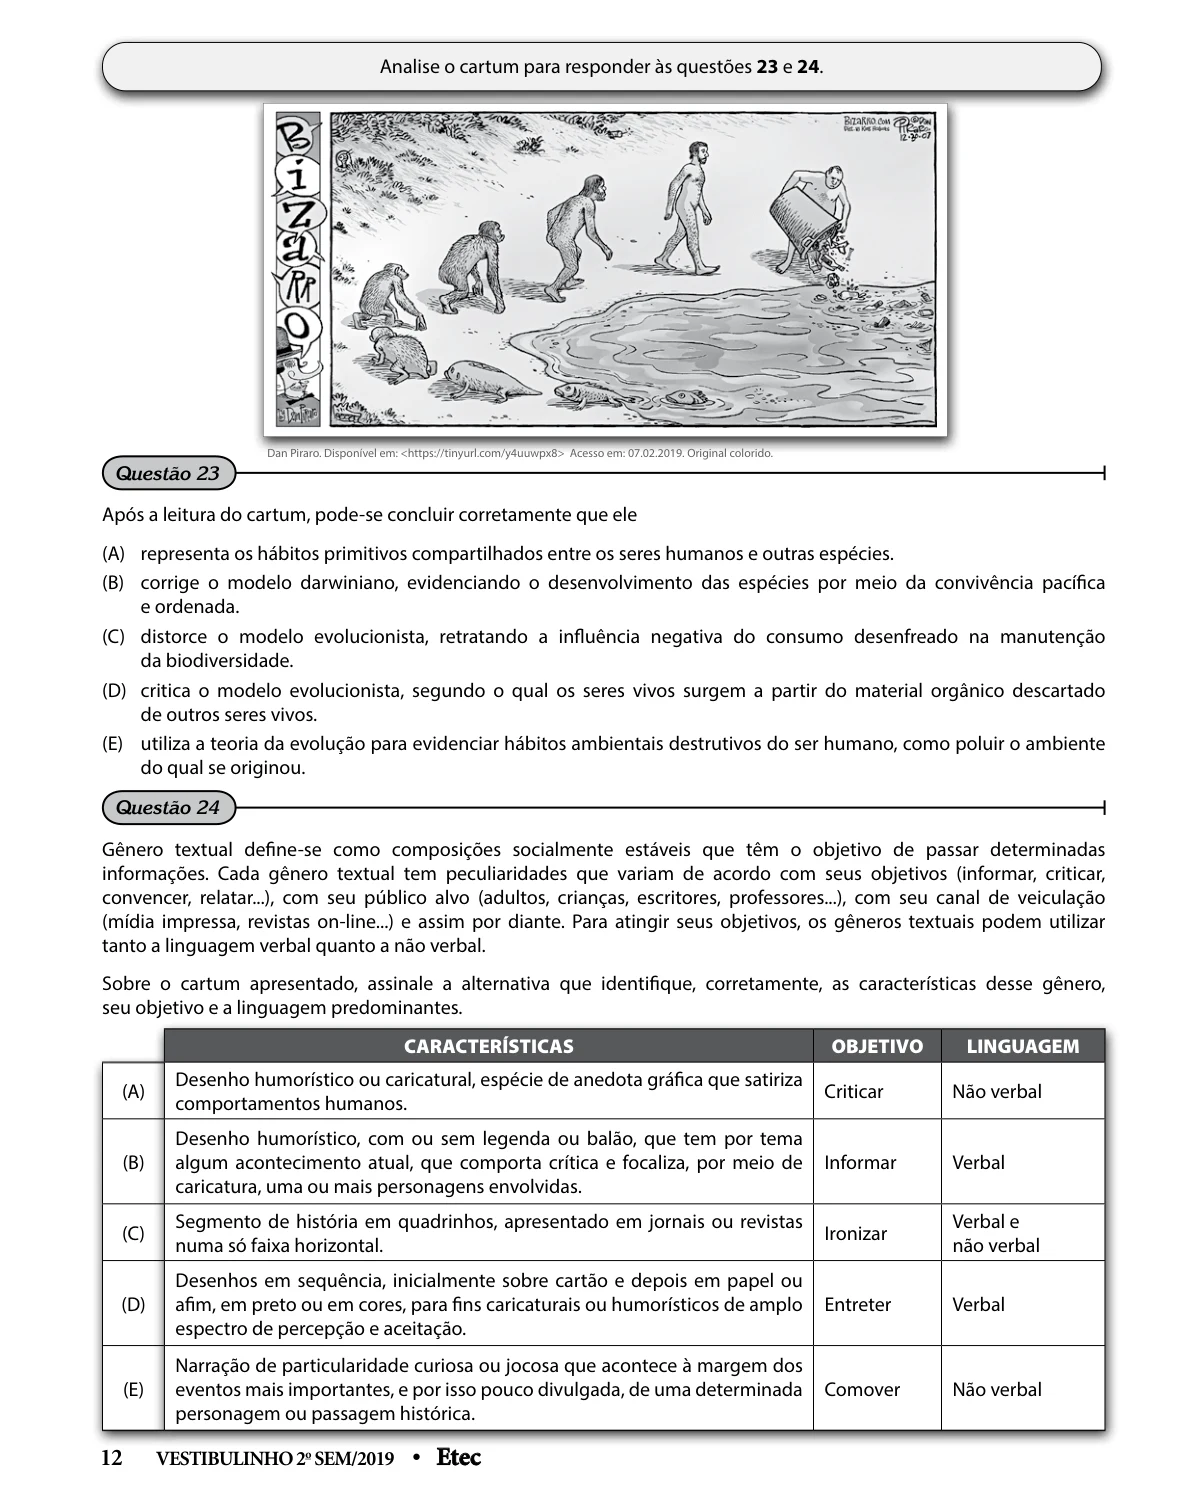 Analise o cartum para responder às questões 23 e 24.
BiZaRRO
BIZARRO.COM
Dist. by King Features
©DAN
PIRARO.
12-30-07
By Dan Piraro
Dan Piraro. Disponível em: <https://tinyurl.com/y4uuwpx8> Acesso em: 07.02.2019. Original colorido.
Questão 23
Após a leitura do cartum, pode-se concluir corretamente que ele
(A) representa os hábitos primitivos compartilhados entre os seres humanos e outras espécies.
(B) corrige o modelo darwiniano, evidenciando o desenvolvimento das espécies por meio da convivência pacífica
e ordenada.
(C) distorce o modelo evolucionista, retratando a influência negativa do consumo desenfreado na manutenção
da biodiversidade.
(D) critica o modelo evolucionista, segundo o qual os seres vivos surgem a partir do material orgânico descartado
de outros seres vivos.
(E) utiliza a teoria da evolução para evidenciar hábitos ambientais destrutivos do ser humano, como poluir o ambiente
do qual se originou.
Questão 24
Gênero textual define-se como composições socialmente estáveis que têm o objetivo de passar determinadas
informações. Cada gênero textual tem peculiaridades que variam de acordo com seus objetivos (informar, criticar,
convencer, relatar...), com seu público alvo (adultos, crianças, escritores, professores...), com seu canal de veiculação
(mídia impressa, revistas on-line...) e assim por diante. Para atingir seus objetivos, os gêneros textuais podem utilizar
tanto a linguagem verbal quanto a não verbal.
Sobre o cartum apresentado, assinale a alternativa que identifique, corretamente, as características desse gênero,
seu objetivo e a linguagem predominantes.
CARACTERÍSTICAS OBJETIVO LINGUAGEM
(A) Desenho humorístico ou caricatural, espécie de anedota gráfica que satiriza
comportamentos humanos. Criticar Não verbal
(B) Desenho humorístico, com ou sem legenda ou balão, que tem por tema
algum acontecimento atual, que comporta crítica e focaliza, por meio de
caricatura, uma ou mais personagens envolvidas. Informar Verbal
(C) Segmento de história em quadrinhos, apresentado em jornais ou revistas
numa só faixa horizontal. Ironizar Verbal e
não verbal
(D) Desenhos em sequência, inicialmente sobre cartão e depois em papel ou
afim, em preto ou em cores, para fins caricaturais ou humorísticos de amplo
espectro de percepção e aceitação. Entreter Verbal
(E) Narração de particularidade curiosa ou jocosa que acontece à margem dos
eventos mais importantes, e por isso pouco divulgada, de uma determinada
personagem ou passagem histórica. Comover Não verbal
12 VESTIBULINHO 2º SEM/2019 • Etec